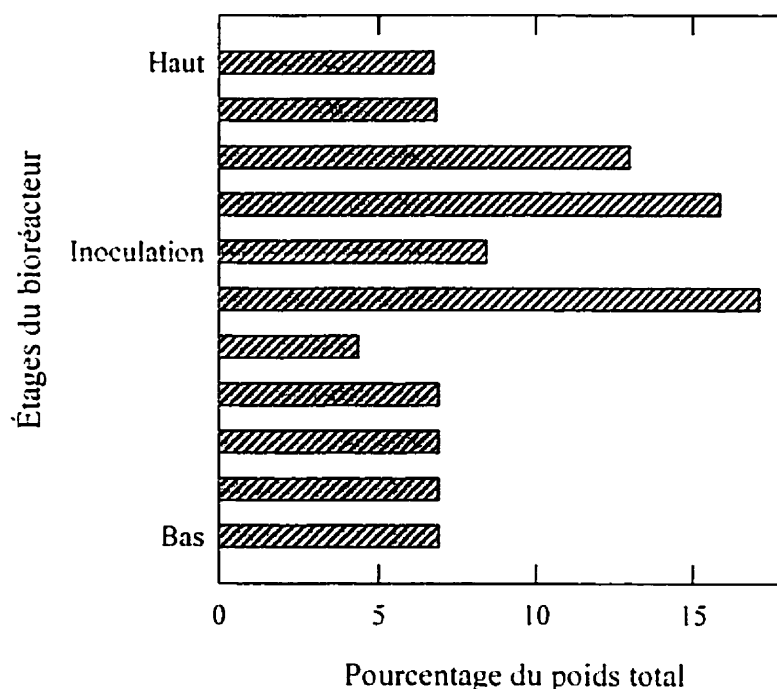 Haut
Étages du bioréacteur
Inoculation
Bas
0 5 10 15
Pourcentage du poids total